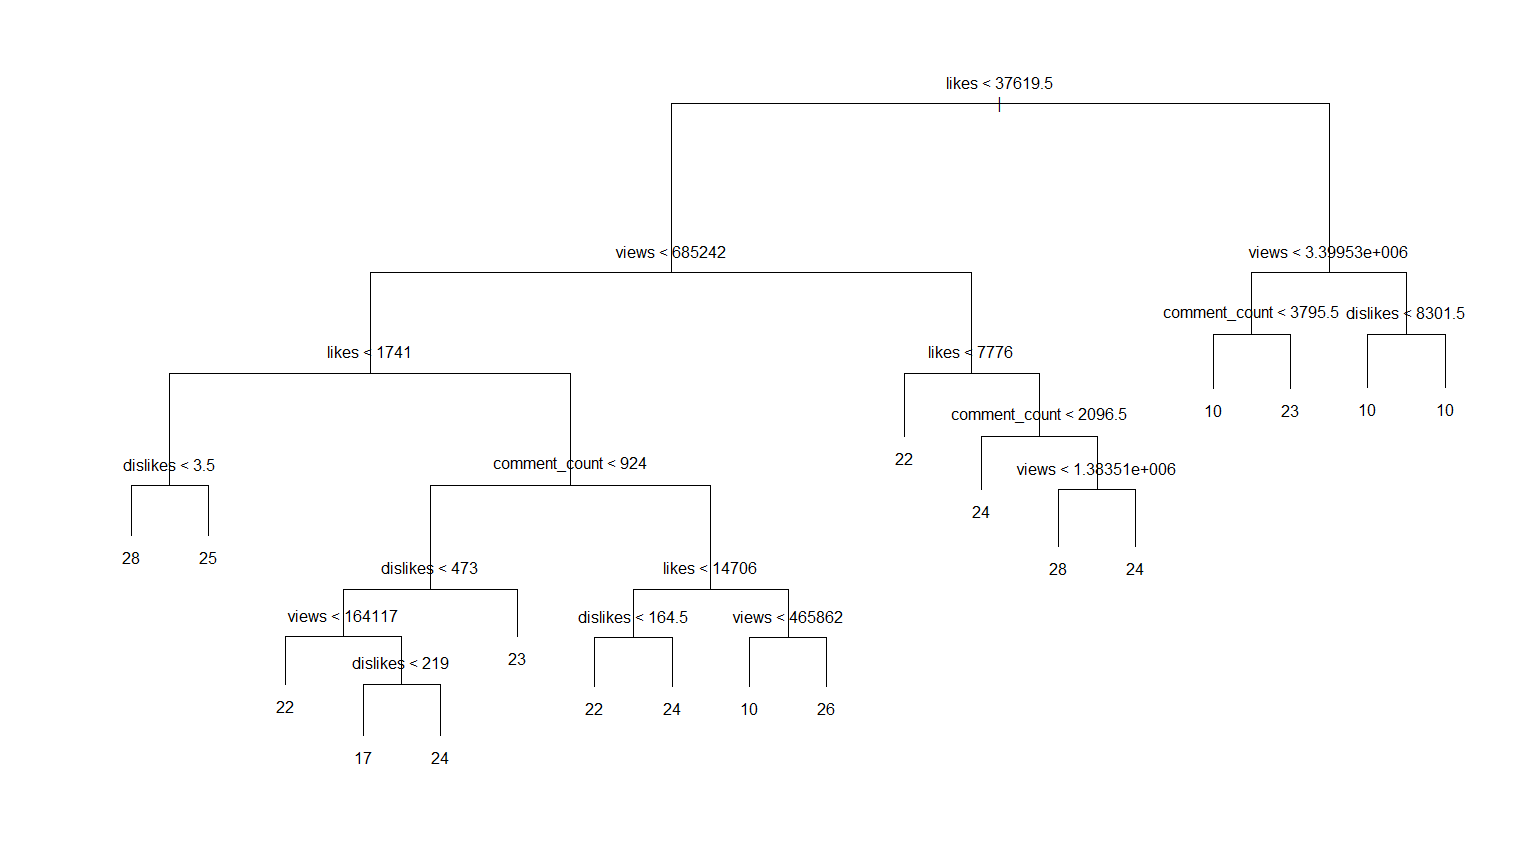 likes < 37619.5
views < 685242
views < 3.39953e+006
comment_count < 3795.5
dislikes < 8301.5
likes < 1741
likes < 7776
10
23
10
10
comment_count < 2096.5
22
dislikes < 3.5
comment_count < 924
views < 1.38351e+006
24
28
25
dislikes < 473
likes < 14706
28
24
views < 164117
dislikes < 164.5
views < 465862
dislikes < 219
23
22
22
24
10
26
17
24